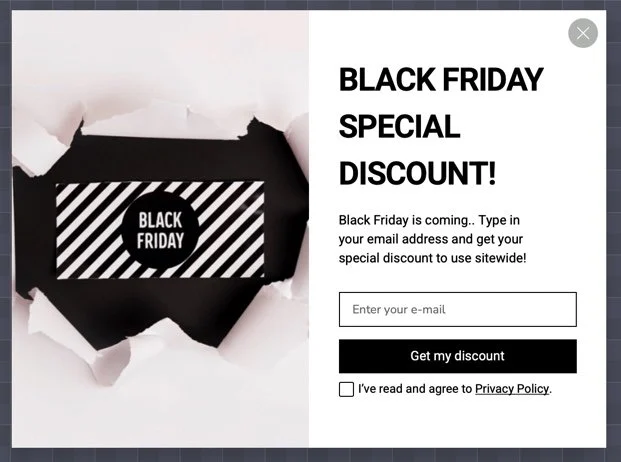 BLACK
FRIDAY
BLACK FRIDAY
SPECIAL
DISCOUNT!
Black Friday is coming.. Type in
your email address and get your
special discount to use sitewide!
Enter your e-mail
Get my discount
I've read and agree to Privacy Policy.